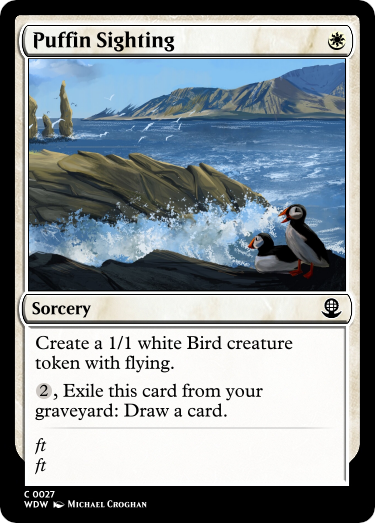 Puffin Sighting
Sorcery
Create a 1/1 white Bird creature
token with flying.
2, Exile this card from your
graveyard: Draw a card.
ft
ft
C 0027
WDW Michael Croghan